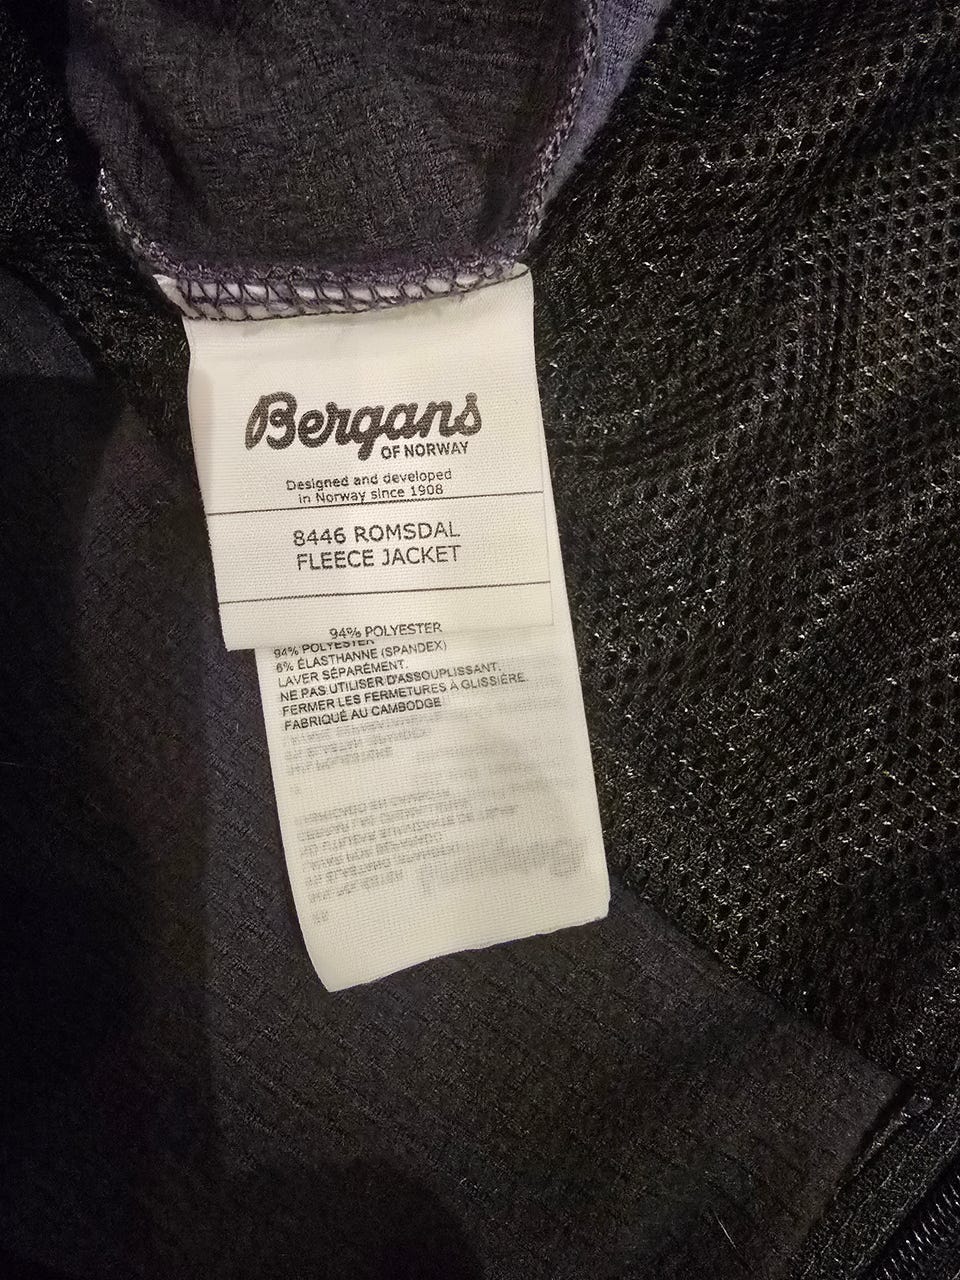 Bergans
OF NORWAY
Designed and developed
in Norway since 1908
8446 ROMSDAL
FLEECE JACKET
94% POLYESTER
94% POLYESTER
6% ÉLASTHANNE (SPANDEX)
LAVER SÉPARÉMENT.
NE PAS UTILISER D'ASSOUPLISSANT.
FERMER LES FERMETURES À GLISSIÈRE.
FABRIQUÉ AU CAMBODGE